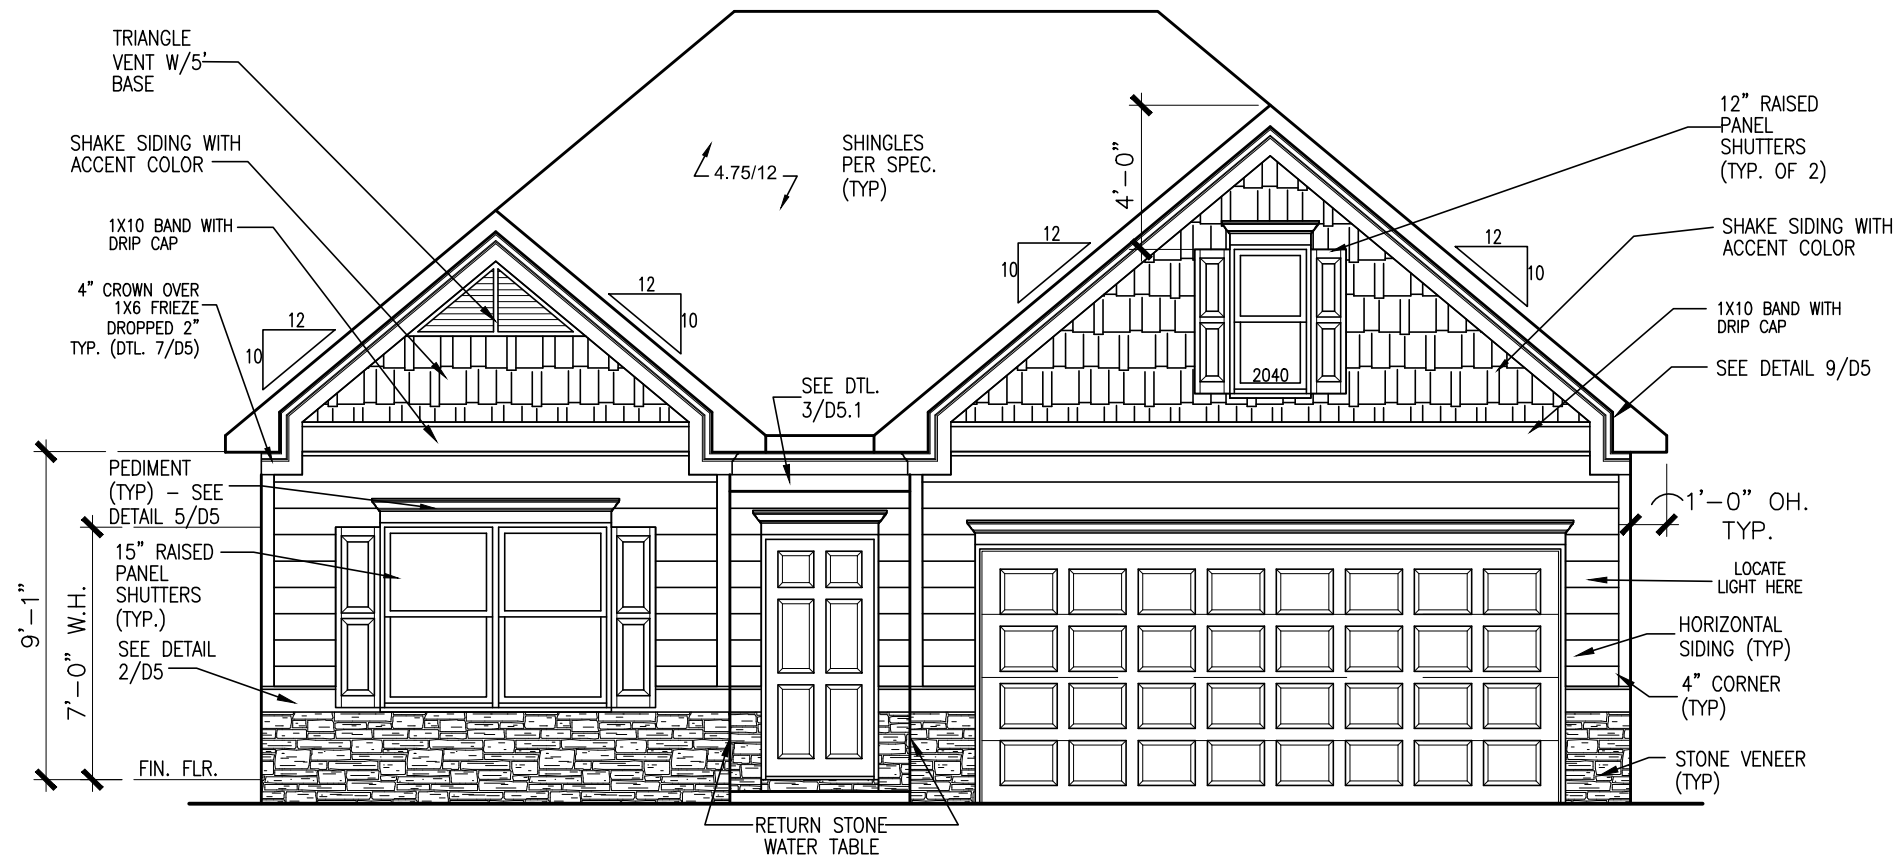 TRIANGLE
VENT W/5'
BASE
SHAKE SIDING WITH
ACCENT COLOR
1X10 BAND WITH
DRIP CAP
4" CROWN OVER
1X6 FRIEZE
DROPPED 2"
TYP. (DTL. 7/D5)
12
10
12
10
4.75/12
SHINGLES
PER SPEC.
(TYP)
4'-0"
12
10
12
10
2040
12" RAISED
PANEL
SHUTTERS
(TYP. OF 2)
SHAKE SIDING WITH
ACCENT COLOR
1X10 BAND WITH
DRIP CAP
SEE DETAIL 9/D5
SEE DTL.
3/D5.1
PEDIMENT
(TYP) - SEE
DETAIL 5/D5
15" RAISED
PANEL
SHUTTERS
(TYP.)
SEE DETAIL
2/D5
9'-1"
7'-0" W.H.
FIN. FLR.
1'-0" OH.
TYP.
LOCATE
LIGHT HERE
HORIZONTAL
SIDING (TYP)
4" CORNER
(TYP)
STONE VENEER
(TYP)
RETURN STONE
WATER TABLE